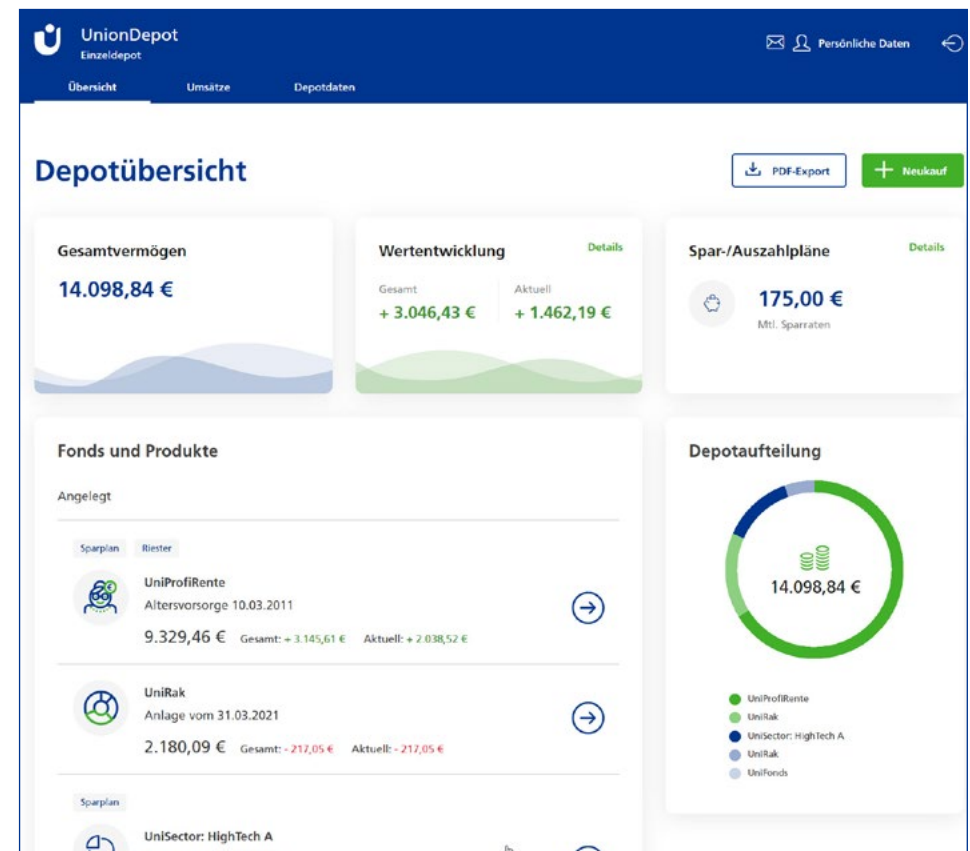 UnionDepot
Einzeldepot
Persönliche Daten
Übersicht Umsätze Depotdaten
Depotübersicht
PDF-Export
Neukauf
Gesamtvermögen
14.098,84 €
Wertentwicklung Details
Gesamt Aktuell
+ 3.046,43 € + 1.462,19 €
Spar-/Auszahlpläne Details
175,00 €
Mtl. Sparraten
Fonds und Produkte
Angelegt
Sparplan Riester
UniProfiRente
Altersvorsorge 10.03.2011
9.329,46 € Gesamt: + 3.145,61 € Aktuell: + 2.038,52 €
UniRak
Anlage vom 31.03.2021
2.180,09 € Gesamt: - 217,05 € Aktuell: - 217,05 €
Sparplan
UniSector: HighTech A
Depotaufteilung
14.098,84 €
UniProfiRente
UniRak
UniSector: HighTech A
UniRak
UniFonds